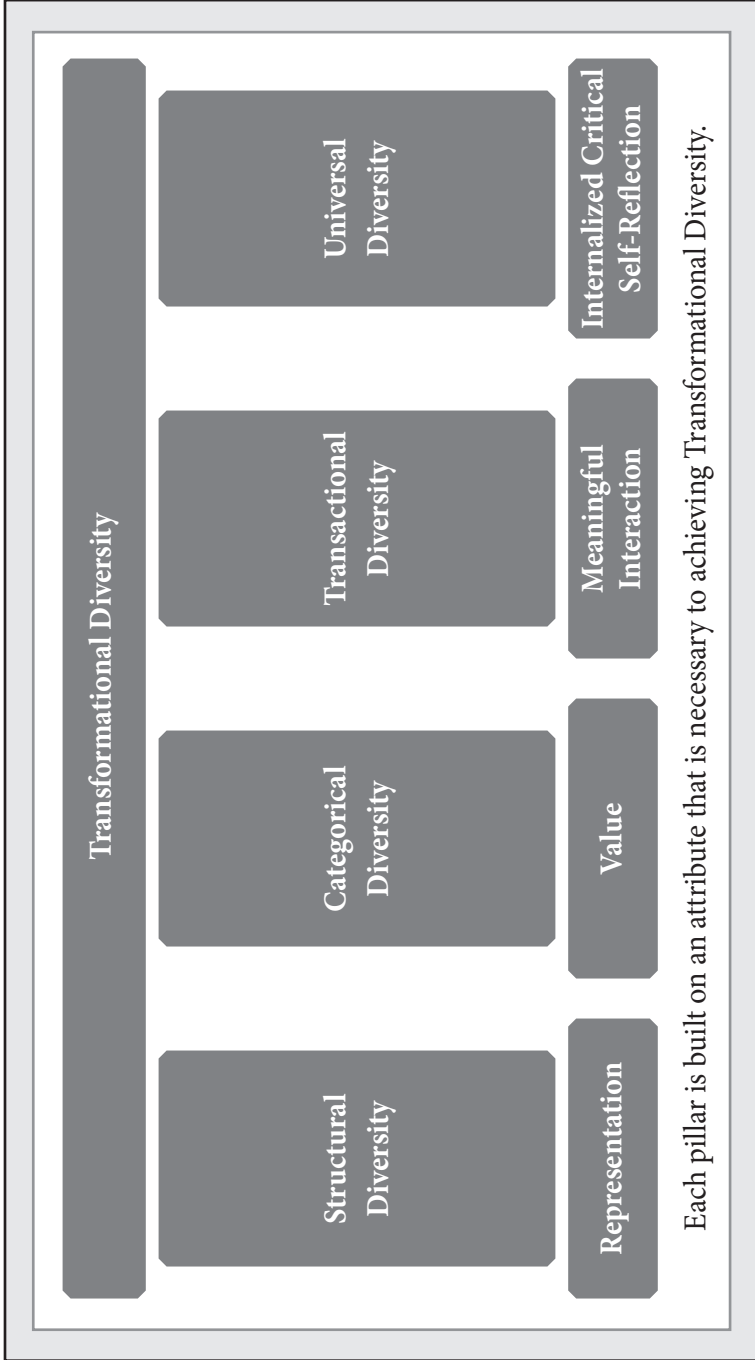 Transformational Diversity
Structural
Diversity
Categorical
Diversity
Transactional
Diversity
Universal
Diversity
Representation
Value
Meaningful
Interaction
Internalized Critical
Self-Reflection
Each pillar is built on an attribute that is necessary to achieving Transformational Diversity.